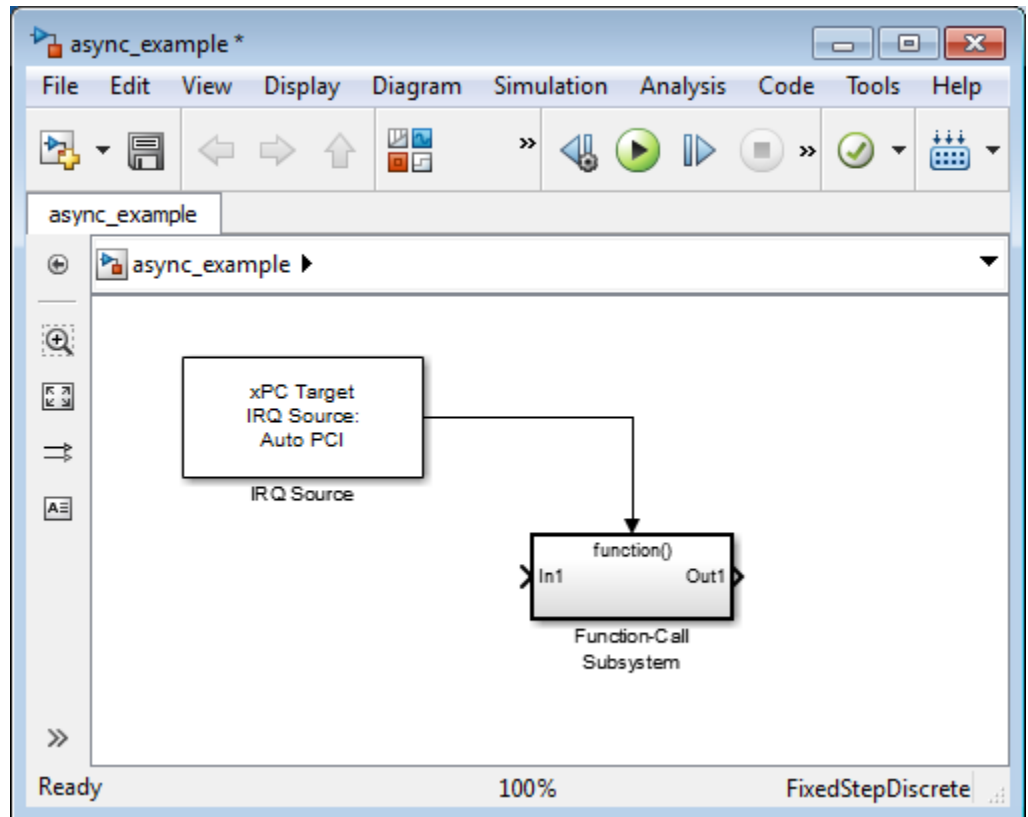 async_example *
File Edit View Display Diagram Simulation Analysis Code Tools Help
async_example
async_example
xPC Target
IRQ Source:
Auto PCI
IRQ Source
function()
In1 Out1
Function-Call
Subsystem
Ready 100% FixedStepDiscrete